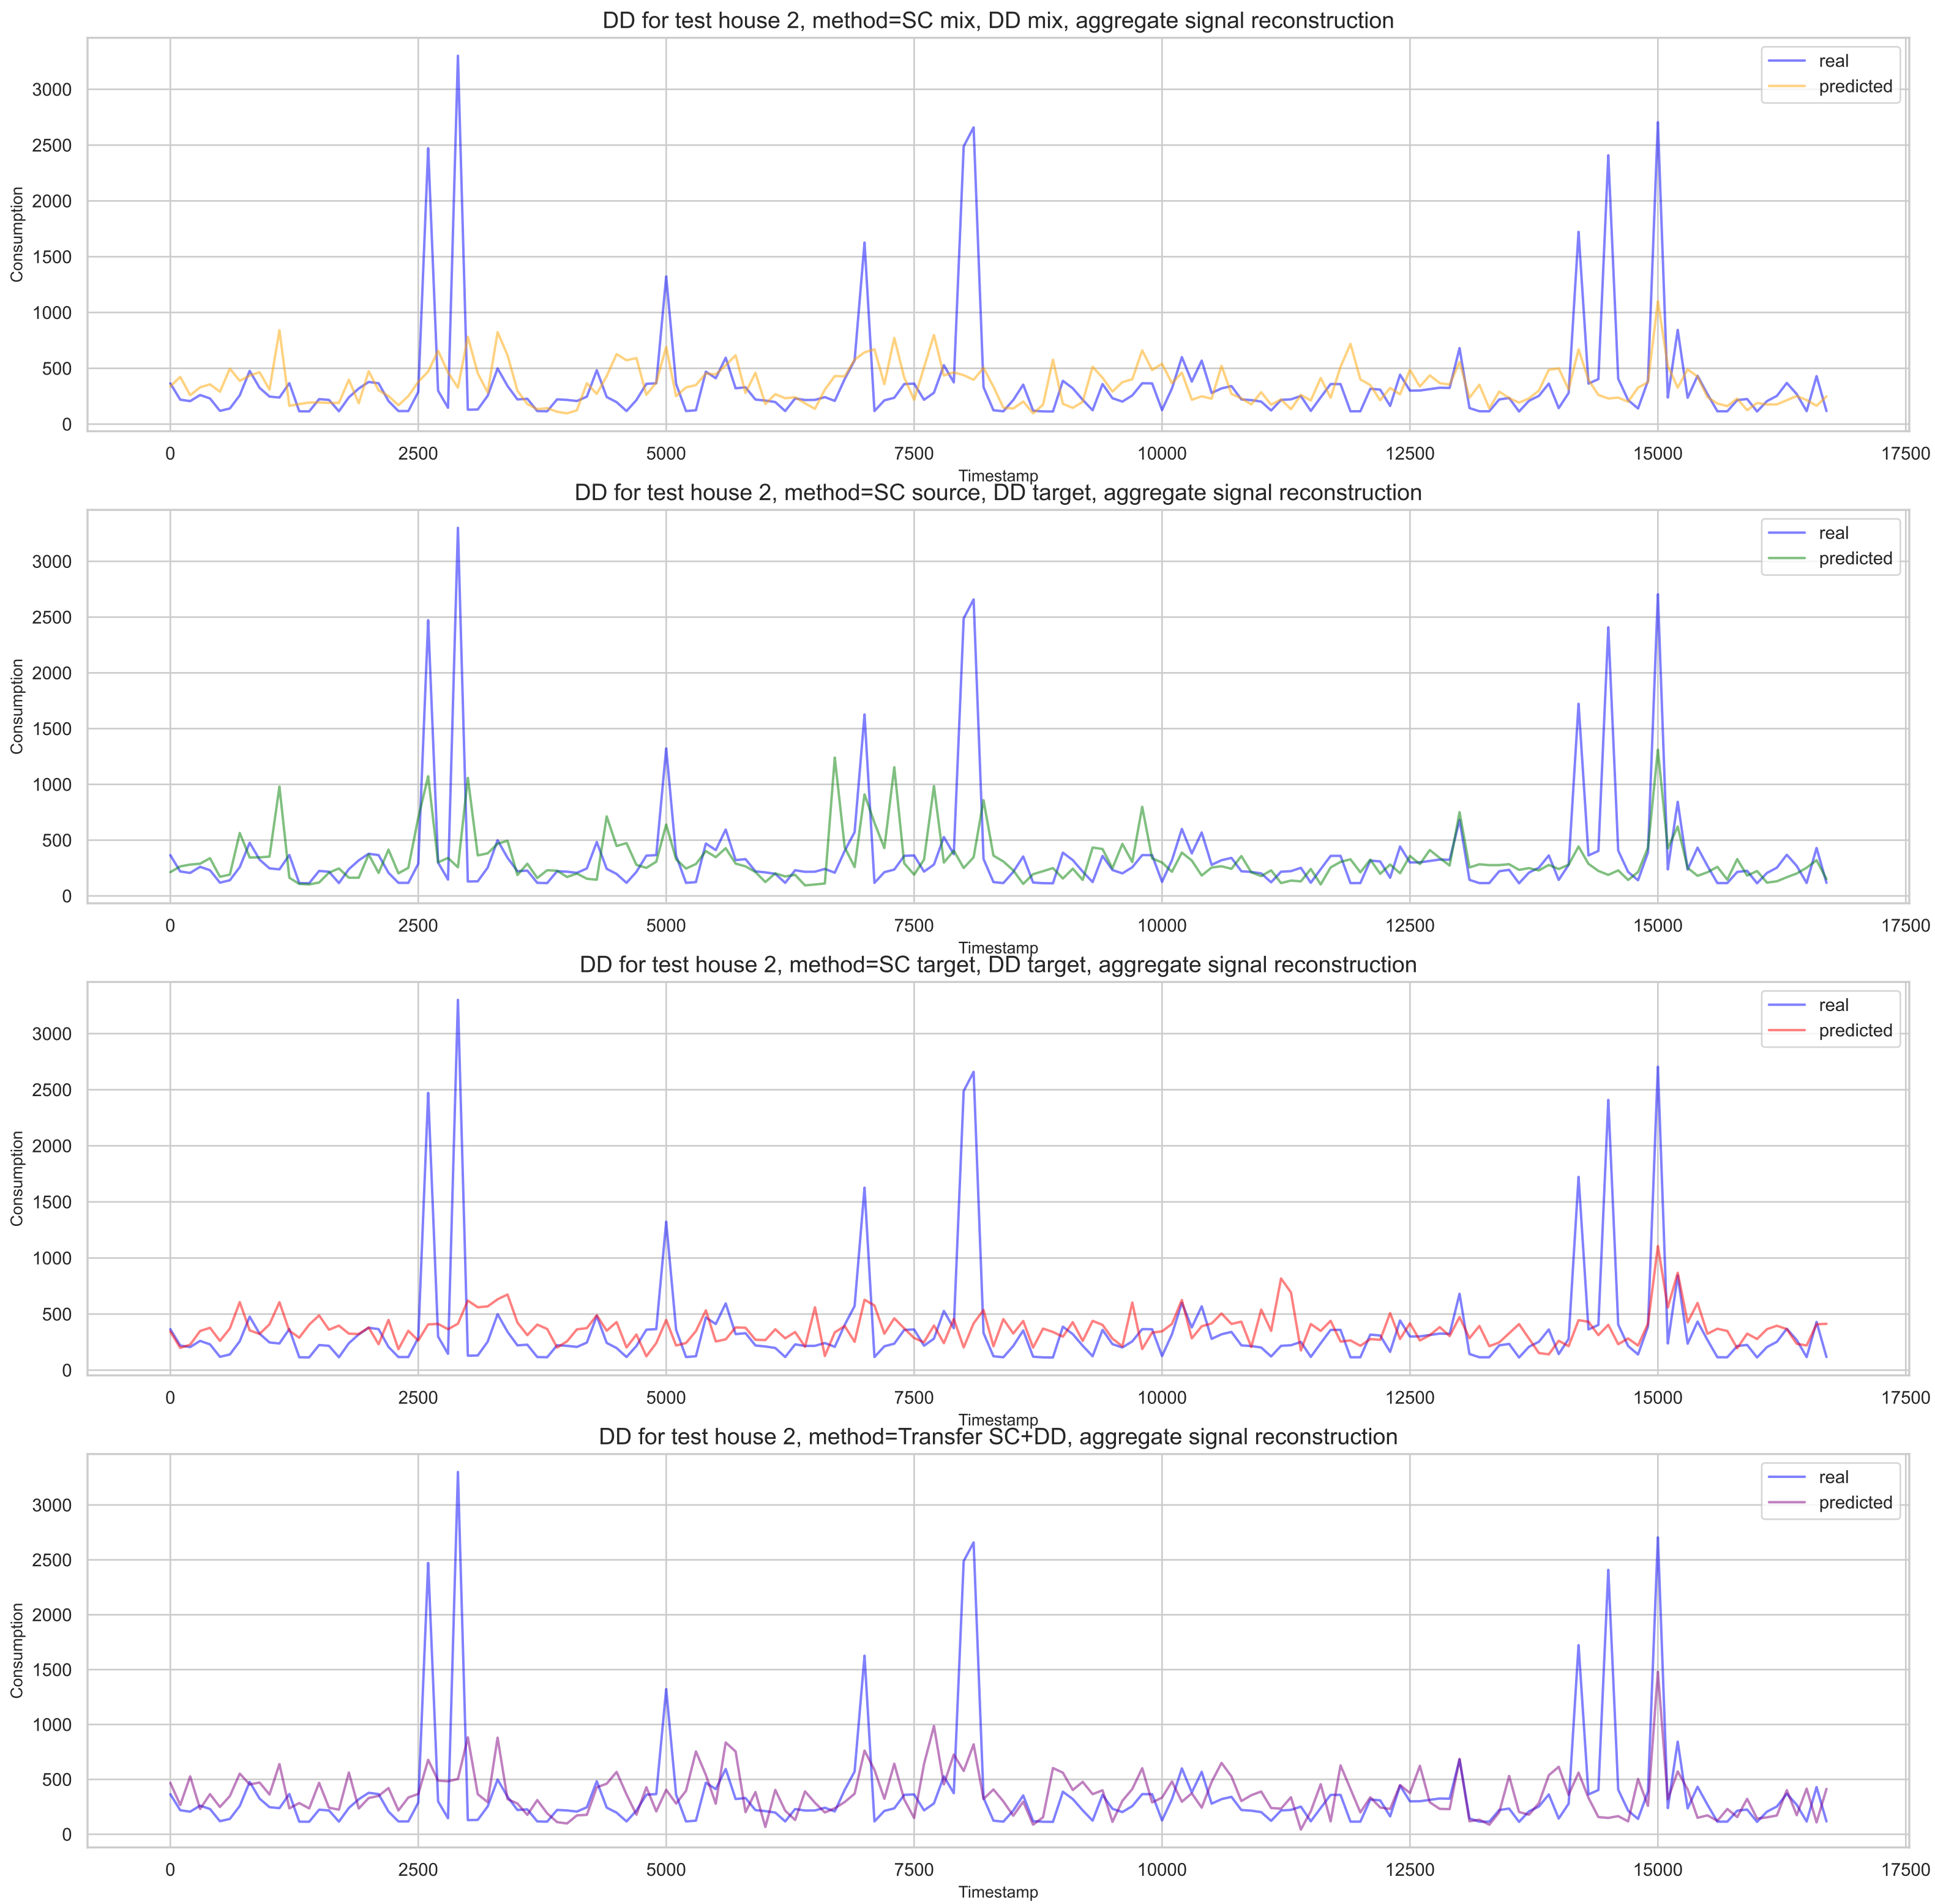 DD for test house 2, method=SC mix, DD mix, aggregate signal reconstruction
real
predicted
Consumption
3000
2500
2000
1500
1000
500
0
0 2500 5000 7500 10000 12500 15000 17500
Timestamp
DD for test house 2, method=SC source, DD target, aggregate signal reconstruction
real
predicted
Consumption
3000
2500
2000
1500
1000
500
0
0 2500 5000 7500 10000 12500 15000 17500
Timestamp
DD for test house 2, method=SC target, DD target, aggregate signal reconstruction
real
predicted
Consumption
3000
2500
2000
1500
1000
500
0
0 2500 5000 7500 10000 12500 15000 17500
Timestamp
DD for test house 2, method=Transfer SC+DD, aggregate signal reconstruction
real
predicted
Consumption
3000
2500
2000
1500
1000
500
0
0 2500 5000 7500 10000 12500 15000 17500
Timestamp